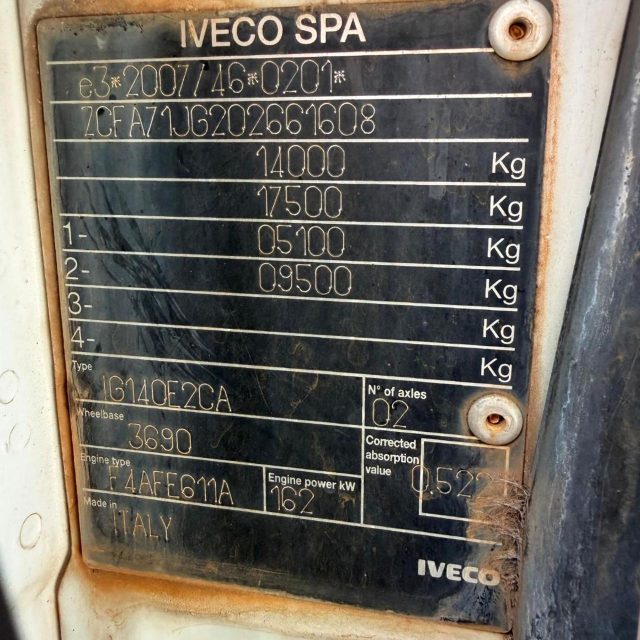 IVECO SPA
e3*2007/46*0201*
ZCFA71JG202661608
14000 Kg
17500 Kg
1- 05100 Kg
2- 09500 Kg
3- Kg
4- Kg
Type
IG140E2CA
N° of axles
02
Wheelbase
3690
Corrected absorption value
Engine type
F4AFE611A
Engine power kW
162
Made in
ITALY
IVECO